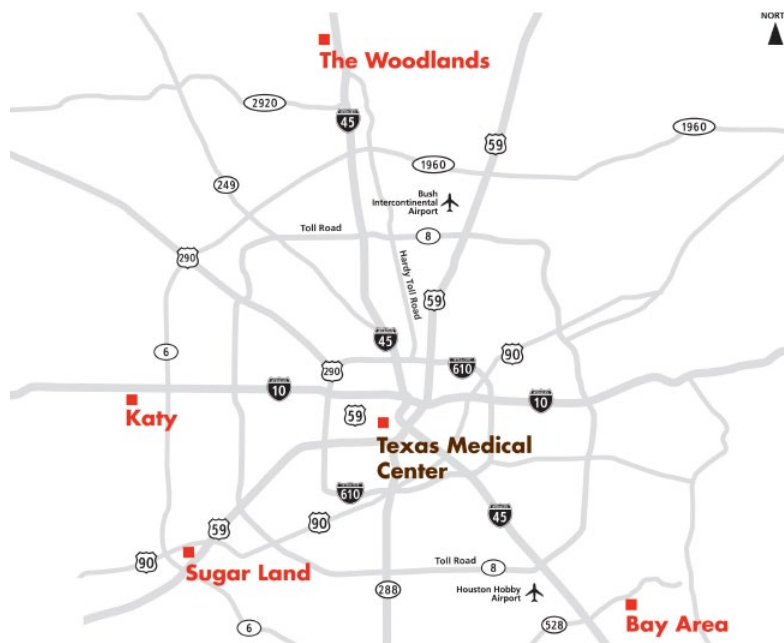 NORTH
The Woodlands
2920
45
59
1960
1960
249
Bush
Intercontinental
Airport
Toll Road
8
290
Hardy Toll Road
59
45
6
90
290
610
10
10
59
Katy
Texas Medical
Center
610
90
45
59
90
Sugar Land
Toll Road
8
288
Houston Hobby
Airport
Bay Area
528
6